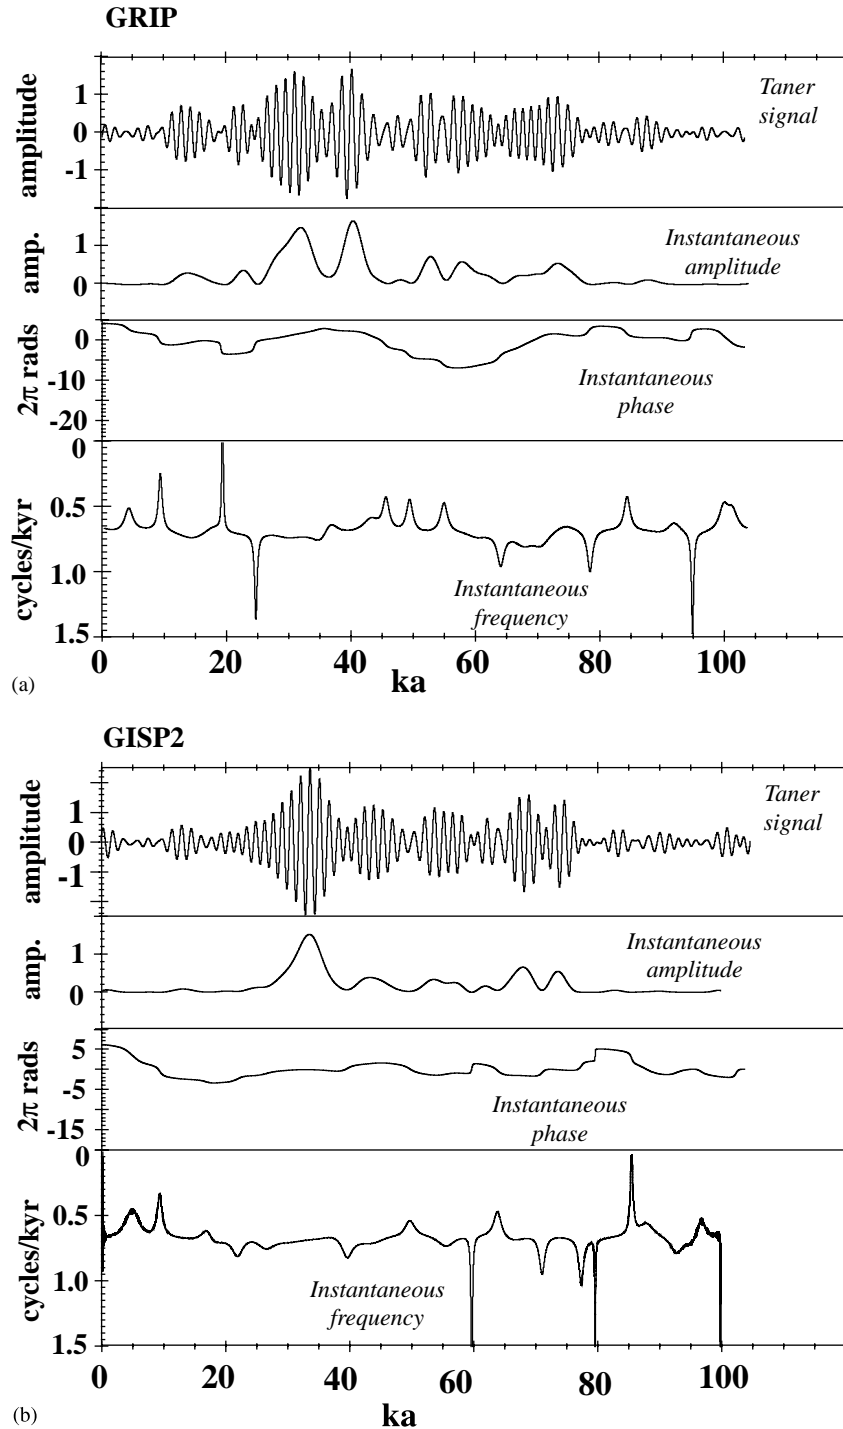 GRIP
amplitude
1
0
-1
Taner
signal
amp.
1
0
Instantaneous
amplitude
2π rads
0
-10
-20
Instantaneous
phase
cycles/kyr
0
0.5
1.0
1.5
Instantaneous
frequency
0 20 40 60 80 100
ka
(a)
GISP2
amplitude
1
0
-1
Taner
signal
amp.
1
0
Instantaneous
amplitude
2π rads
5
-5
-15
Instantaneous
phase
cycles/kyr
0
0.5
1.0
1.5
Instantaneous
frequency
0 20 40 60 80 100
ka
(b)